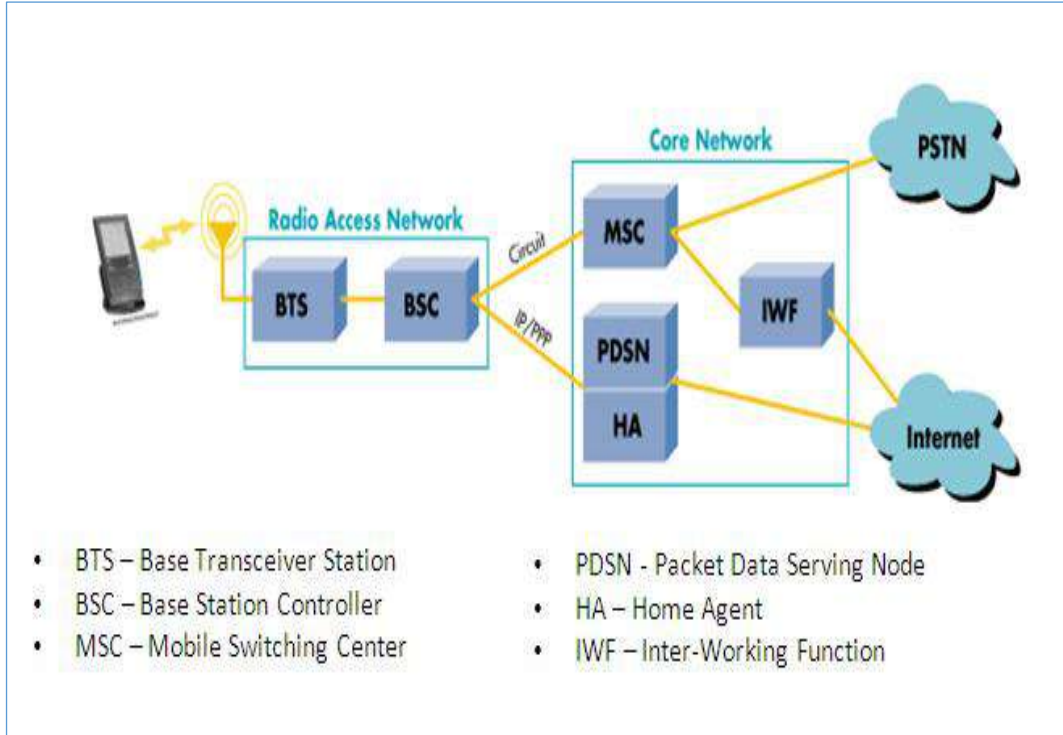 Core Network
PSTN
Radio Access Network
MSC
Circuit
BTS
BSC
IWF
IP/PPP
PDSN
HA
Internet
• BTS – Base Transceiver Station
• BSC – Base Station Controller
• MSC – Mobile Switching Center
• PDSN - Packet Data Serving Node
• HA – Home Agent
• IWF – Inter-Working Function